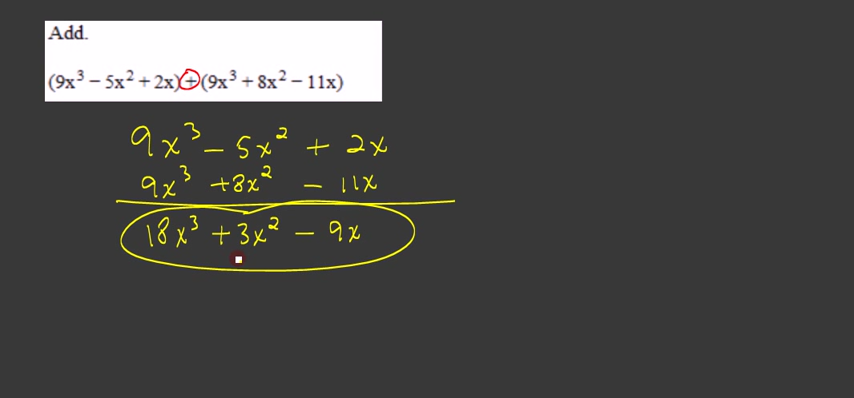 Add.
(9x³ − 5x² + 2x) + (9x³ + 8x² − 11x)
9x³ − 5x² + 2x
9x³ + 8x² − 11x
18x³ + 3x² − 9x